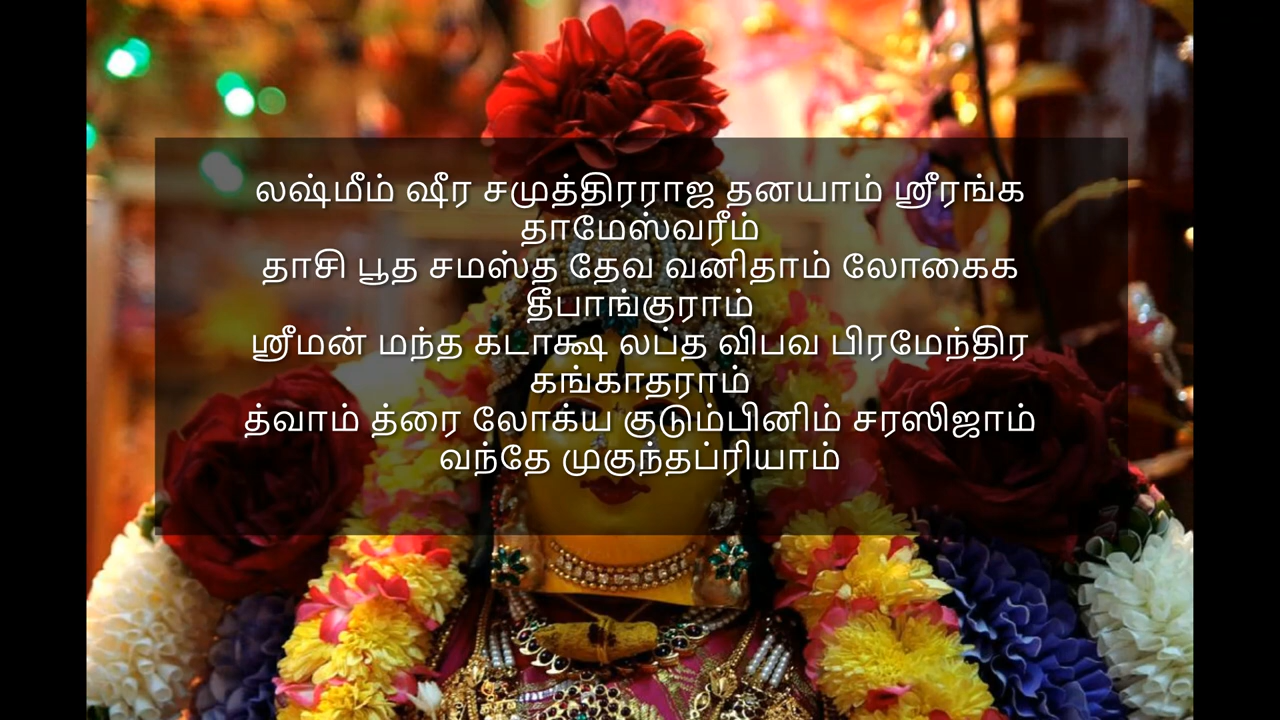 லஷ்மீம் ஷீர சமுத்திரராஜ தனயாம் ஸ்ரீரங்க
தாமேஸ்வரீம்
தாசி பூத சமஸ்த தேவ வனிதாம் லோகைக
தீபாங்குராம்
ஸ்ரீமன் மந்த கடாக்ஷ லப்த விபவ பிரமேந்திர
கங்காதராம்
த்வாம் த்ரை லோக்ய குடும்பினிம் சரஸிஜாம்
வந்தே முகுந்தப்ரியாம்